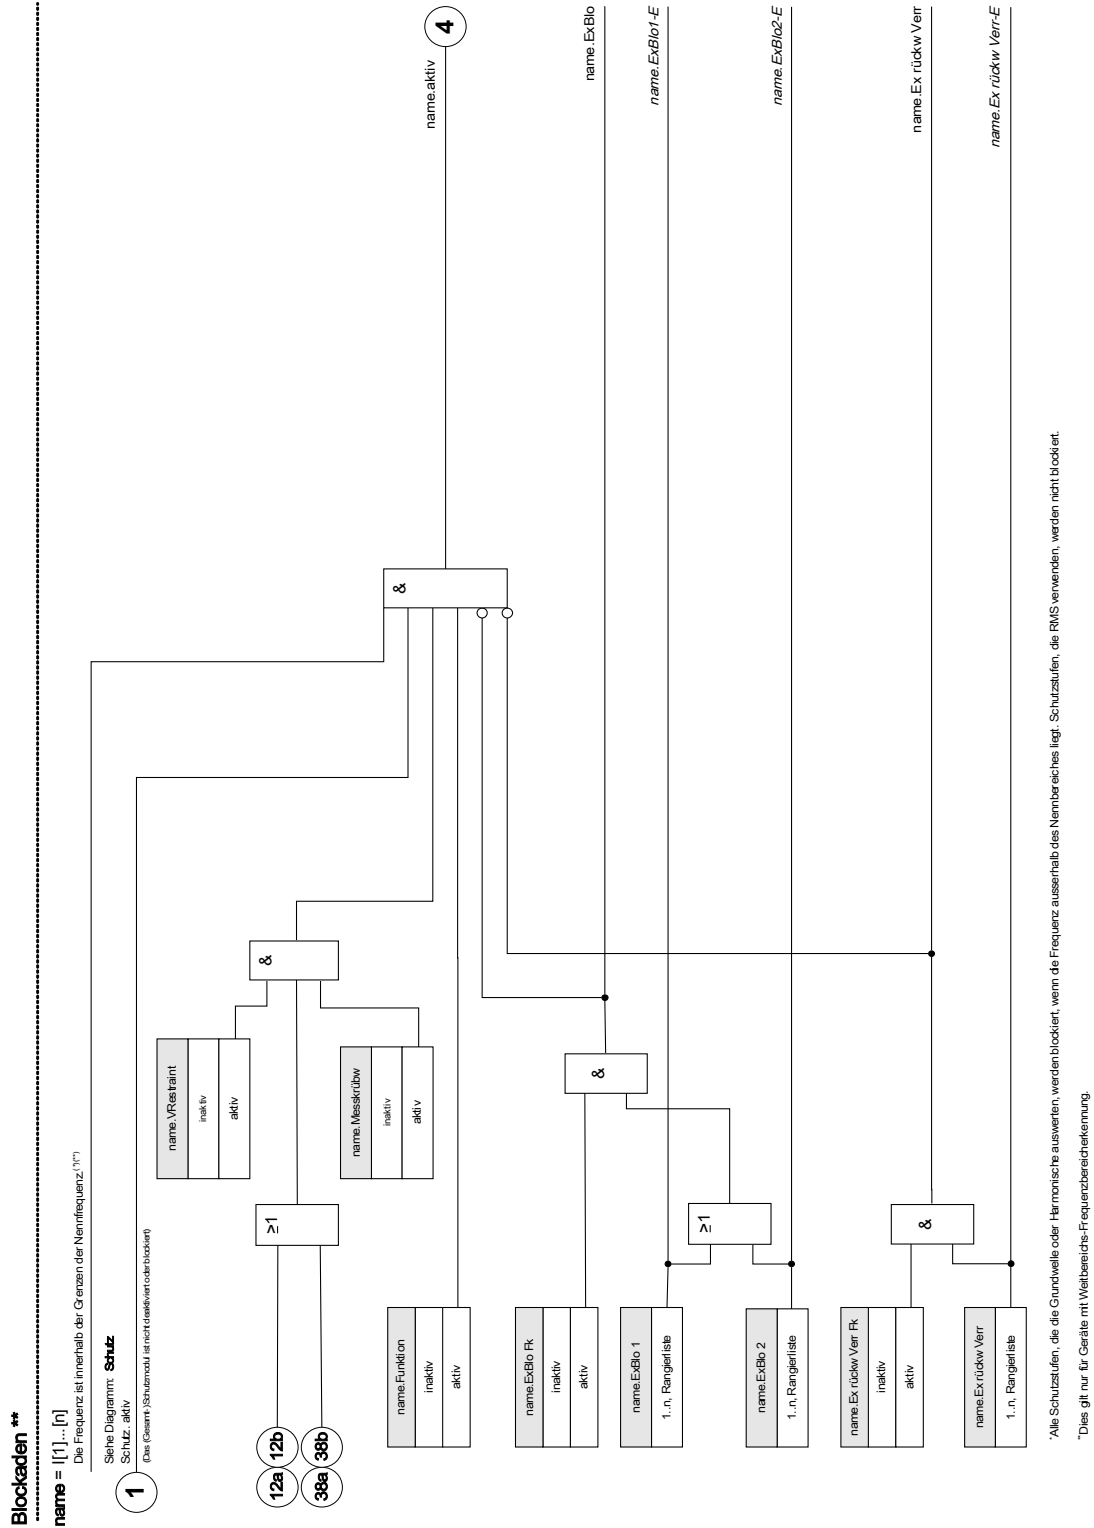 Blockaden **
name = I[1]...[n]
Die Frequenz ist innerhalb der Grenzen der Nennfrequenz.(*)(**)
Siehe Diagramm: Schutz
Schutz. aktiv
1
(Das (Gesamt-)Schutzmodul ist nicht deaktiviert oder blockiert)
name.VRestraint
inaktiv
aktiv
&
12a 12b
38a 38b
≥1
name.Messkrübw
inaktiv
aktiv
name.Funktion
inaktiv
aktiv
&
name.aktiv
4
name.ExBlo Fk
inaktiv
aktiv
&
name.ExBlo
name.ExBlo 1
1..n, Rangierliste
name.ExBlo1-E
≥1
name.ExBlo 2
1..n, Rangierliste
name.ExBlo2-E
name.Ex rückw Verr Fk
inaktiv
aktiv
&
name.Ex rückw Verr
name.Ex rückw Verr
1..n, Rangierliste
name.Ex rückw Verr-E
*Alle Schutzstufen, die die Grundwelle oder Harmonische auswerten, werden blockiert, wenn die Frequenz ausserhalb des Nennbereiches liegt. Schutzstufen, die RMS verwenden, werden nicht blockiert.
**Dies gilt nur für Geräte mit Weitbereichs-Frequenzbereicherkennung.